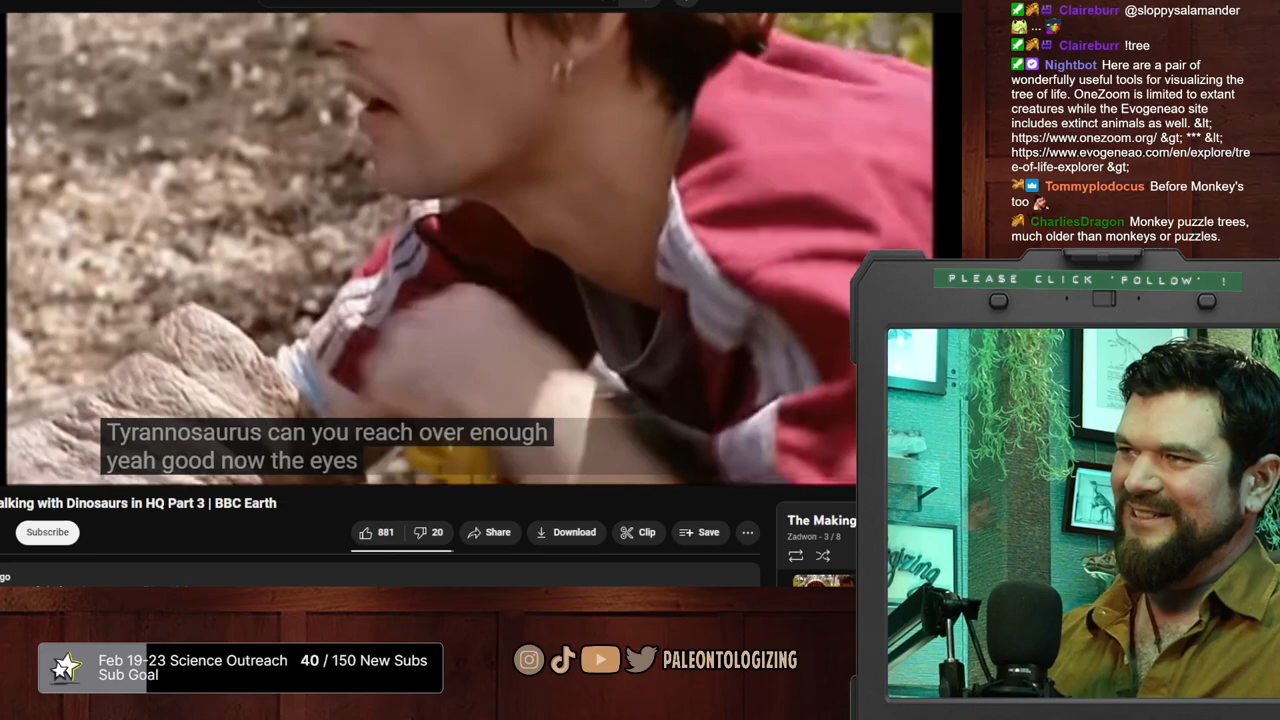 Tyrannosaurus can you reach over enough
yeah good now the eyes
alking with Dinosaurs in HQ Part 3 | BBC Earth
Subscribe
881
20
Share
Download
Clip
Save
The Making
Zadwon - 3 / 8
go
Claireburr @sloppysalamander
...
Claireburr !tree
Nightbot Here are a pair of
wonderfully useful tools for visualizing the
tree of life. OneZoom is limited to extant
creatures while the Evogeneao site
includes extinct animals as well. &lt;
https://www.onezoom.org/ &gt; *** &lt;
https://www.evogeneao.com/en/explore/tre
e-of-life-explorer &gt;
Tommyplodocus Before Monkey's
too
CharliesDragon Monkey puzzle trees,
much older than monkeys or puzzles.
PLEASE CLICK "FOLLOW" !
gizing
Feb 19-23 Science Outreach 40 / 150 New Subs
Sub Goal
PALEONTOLOGIZING